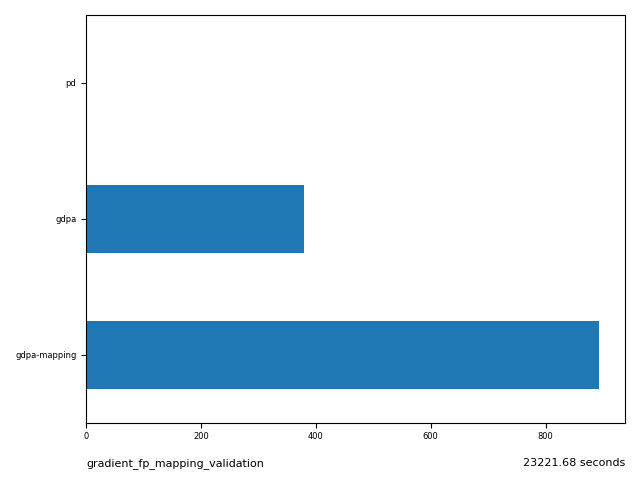 pd
gdpa
gdpa-mapping
0 200 400 600 800
gradient_fp_mapping_validation 23221.68 seconds